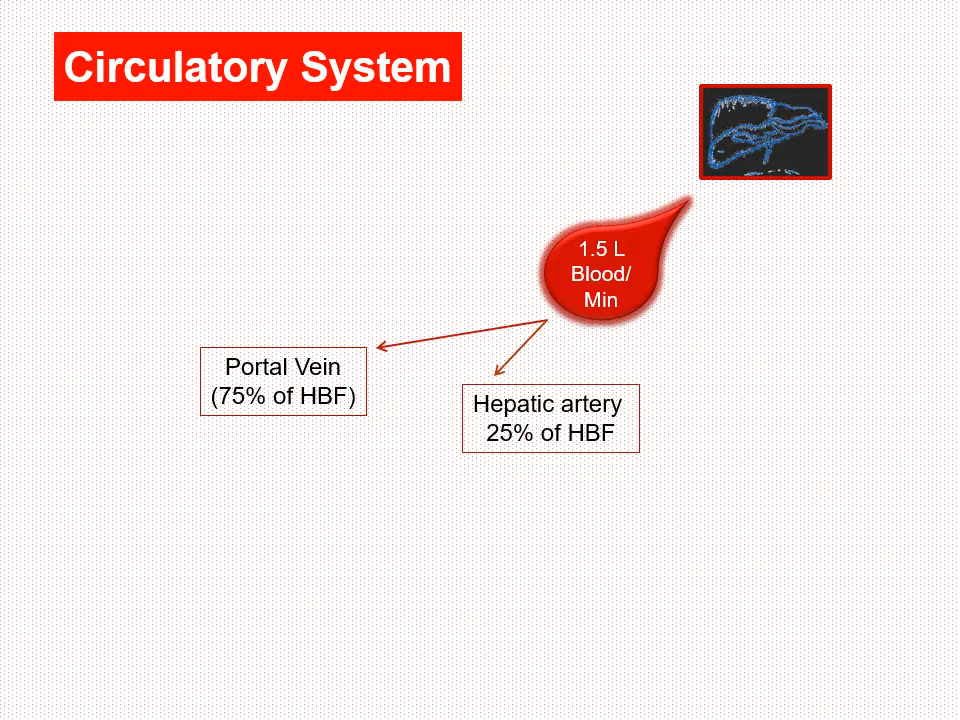 Circulatory System
1.5 L
Blood/
Min
Portal Vein
(75% of HBF)
Hepatic artery
25% of HBF